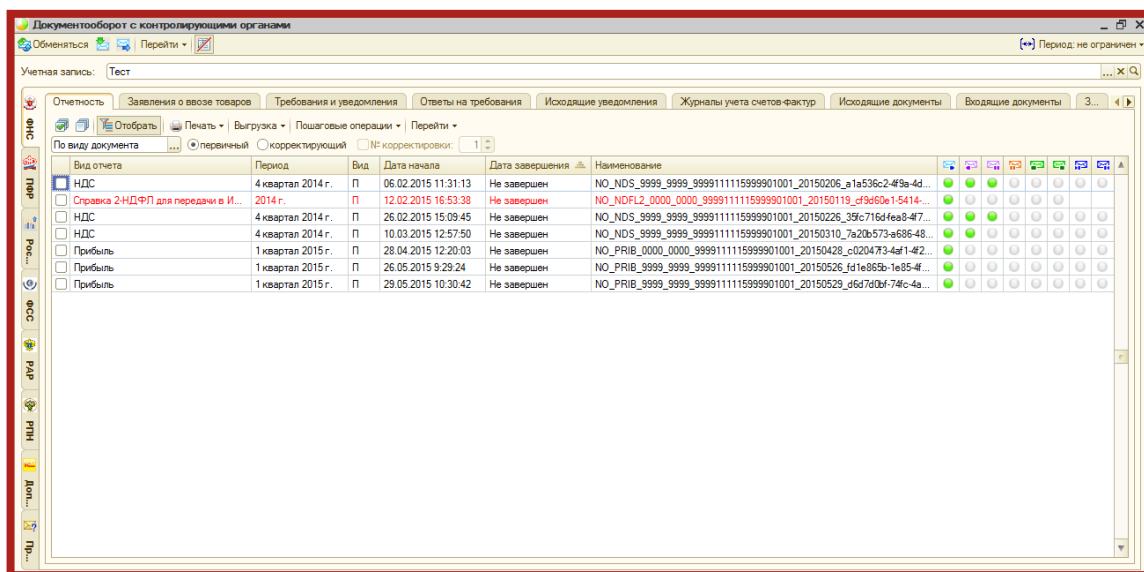 Документооборот с контролирующими органами
Обменяться Перейти Период: не ограничен
Учетная запись: Тест ...
Отчетность Заявления о ввозе товаров Требования и уведомления Ответы на требования Исходящие уведомления Журналы учета счетов-фактур Исходящие документы Входящие документы З...
Отобрать Печать Выгрузка Пошаговые операции Перейти
По виду документа ... первичный корректирующий № корректировки: 1
Вид отчета Период Вид Дата начала Дата завершения Наименование
НДС 4 квартал 2014 г. П 06.02.2015 11:31:13 Не завершен NO_NDS_9999_9999_9999111115999901001_20150206_a1a536c2-4f9a-4d...
Справка 2-НДФЛ для передачи в И... 2014 г. П 12.02.2015 16:53:38 Не завершен NO_NDFL2_0000_0000_9999111115999901001_20150119_cf9d60e1-5414-...
НДС 4 квартал 2014 г. П 26.02.2015 15:09:45 Не завершен NO_NDS_9999_9999_9999111115999901001_20150226_35fc716d-fea8-4f7...
НДС 4 квартал 2014 г. П 10.03.2015 12:57:50 Не завершен NO_NDS_9999_9999_9999111115999901001_20150310_7a20b573-a686-48...
Прибыль 1 квартал 2015 г. П 28.04.2015 12:20:03 Не завершен NO_PRIB_0000_0000_9999111115999901001_20150428_c02047f3-4af1-4f2...
Прибыль 1 квартал 2015 г. П 26.05.2015 9:29:24 Не завершен NO_PRIB_9999_9999_9999111115999901001_20150526_fd1e865b-1e85-4f...
Прибыль 1 квартал 2015 г. П 29.05.2015 10:30:42 Не завершен NO_PRIB_9999_9999_9999111115999901001_20150529_d6d7d0bf-74fc-4a...
ФНС
ПФР
Рос...
ФСС
РАР
РПН
Доп...
Пр...